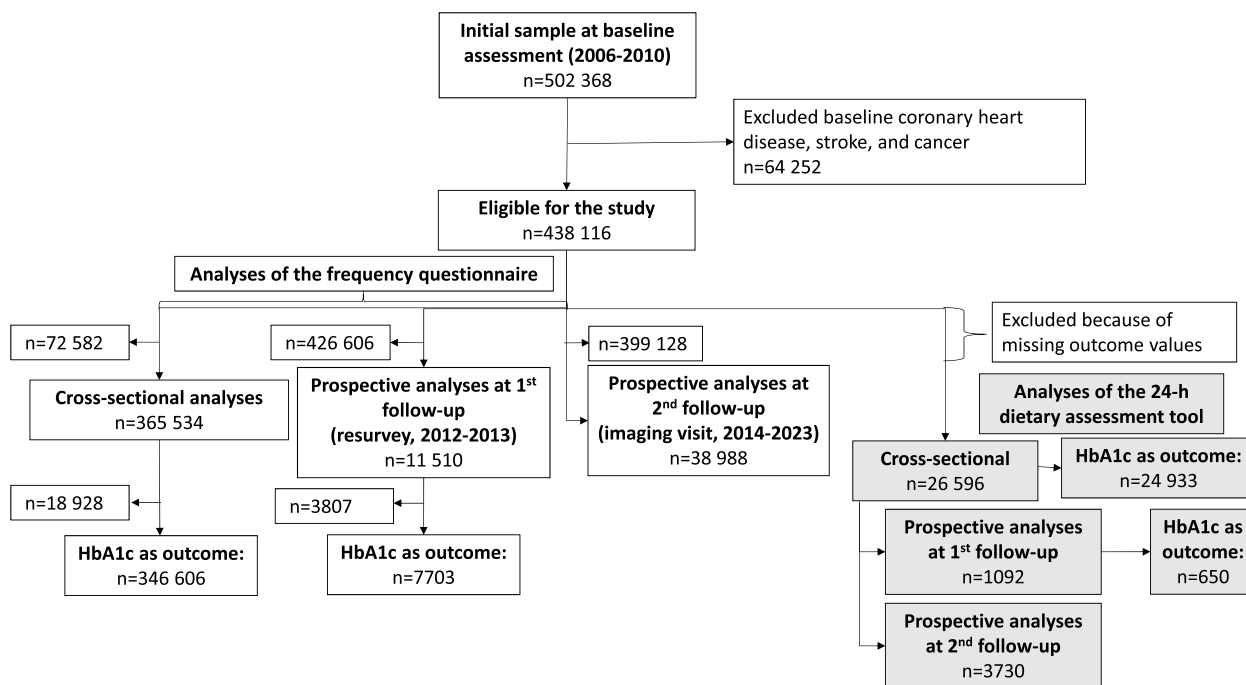 Initial sample at baseline
assessment (2006-2010)
n=502 368
Excluded baseline coronary heart
disease, stroke, and cancer
n=64 252
Eligible for the study
n=438 116
Analyses of the frequency questionnaire
n=72 582
n=426 606
n=399 128
Excluded because of
missing outcome values
Cross-sectional analyses
n=365 534
Prospective analyses at 1st
follow-up
(resurvey, 2012-2013)
n=11 510
Prospective analyses at
2nd follow-up
(imaging visit, 2014-2023)
n=38 988
Analyses of the 24-h
dietary assessment tool
Cross-sectional
n=26 596
HbA1c as outcome:
n=24 933
n=18 928
n=3807
HbA1c as outcome:
n=346 606
HbA1c as outcome:
n=7703
Prospective analyses
at 1st follow-up
n=1092
HbA1c as
outcome:
n=650
Prospective analyses
at 2nd follow-up
n=3730